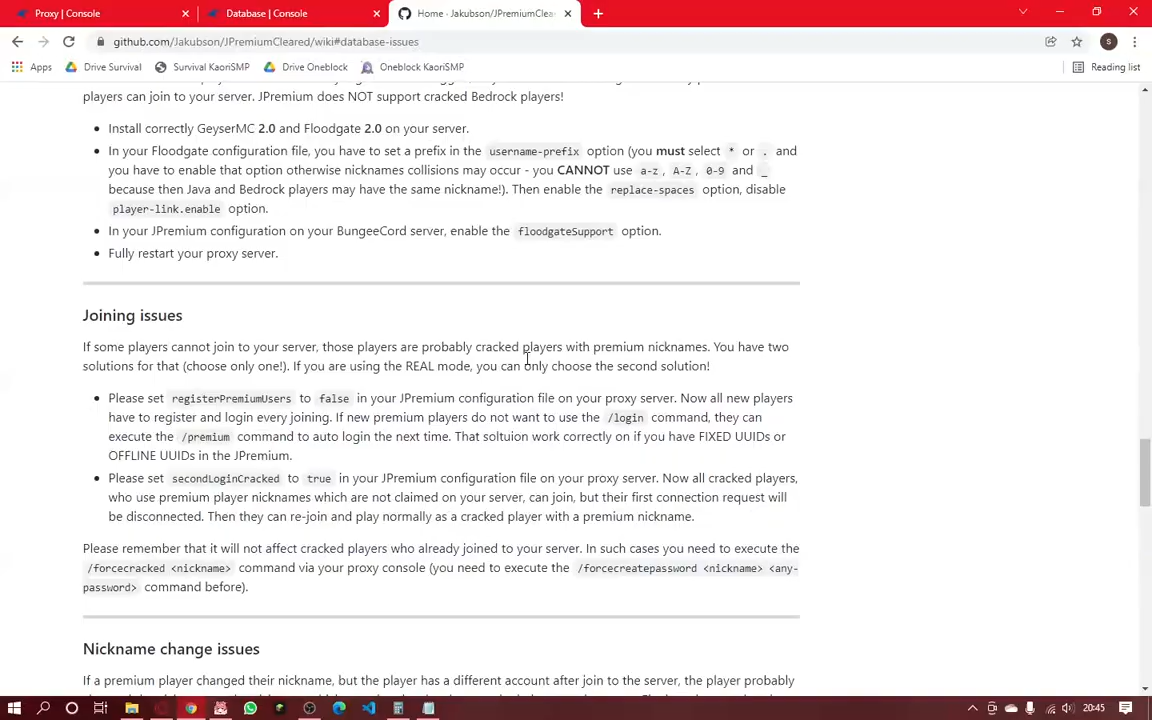 Proxy | Console
Database | Console
Home · Jakubson/JPremiumClea
github.com/Jakubson/JPremiumCleared/wiki#database-issues
S
Apps
Drive Survival
Survival KaoriSMP
Drive Oneblock
Oneblock KaoriSMP
Reading list
players can join to your server. JPremium does NOT support cracked Bedrock players!
Install correctly GeyserMC 2.0 and Floodgate 2.0 on your server.
In your Floodgate configuration file, you have to set a prefix in the username-prefix option (you must select * or . and
you have to enable that option otherwise nicknames collisions may occur - you CANNOT use a-z, A-Z, 0-9 and _
because then Java and Bedrock players may have the same nickname!). Then enable the replace-spaces option, disable
player-link.enable option.
In your JPremium configuration on your BungeeCord server, enable the floodgateSupport option.
Fully restart your proxy server.
Joining issues
If some players cannot join to your server, those players are probably cracked players with premium nicknames. You have two
solutions for that (choose only one!). If you are using the REAL mode, you can only choose the second solution!
Please set registerPremiumUsers to false in your JPremium configuration file on your proxy server. Now all new players
have to register and login every joining. If new premium players do not want to use the /login command, they can
execute the /premium command to auto login the next time. That soltuion work correctly on if you have FIXED UUIDs or
OFFLINE UUIDs in the JPremium.
Please set secondLoginCracked to true in your JPremium configuration file on your proxy server. Now all cracked players,
who use premium player nicknames which are not claimed on your server, can join, but their first connection request will
be disconnected. Then they can re-join and play normally as a cracked player with a premium nickname.
Please remember that it will not affect cracked players who already joined to your server. In such cases you need to execute the
/forcecracked <nickname> command via your proxy console (you need to execute the /forcecreatepassword <nickname> <any-
password> command before).
Nickname change issues
If a premium player changed their nickname, but the player has a different account after join to the server, the player probably
20:45